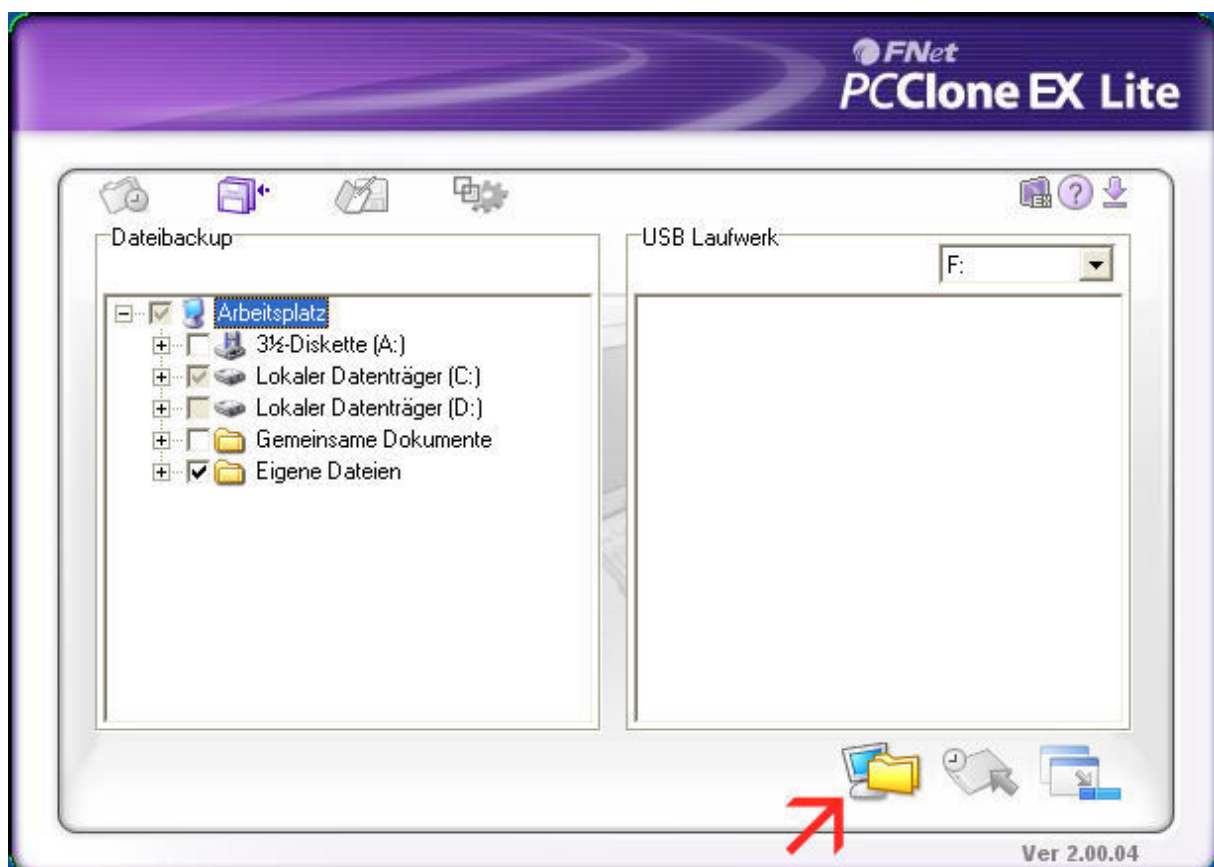 FNet
PCClone EX Lite
EX
Dateibackup
USB Laufwerk
F:
Arbeitsplatz
3½-Diskette (A:)
Lokaler Datenträger (C:)
Lokaler Datenträger (D:)
Gemeinsame Dokumente
Eigene Dateien
Ver 2.00.04